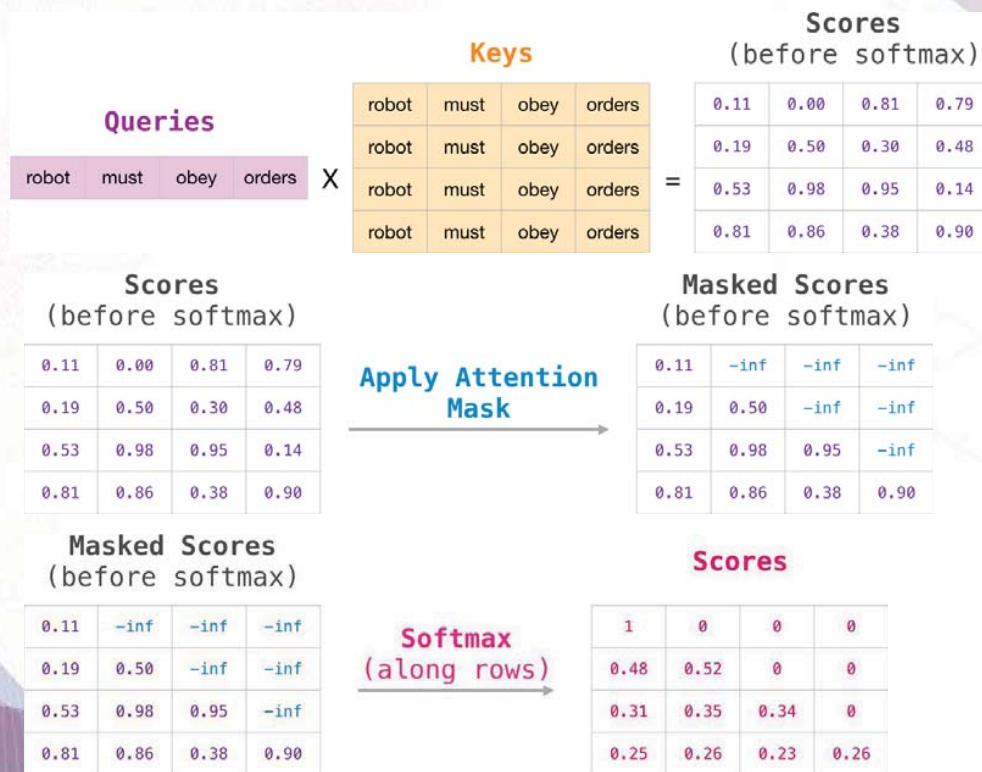 Scores
(before softmax)
Keys
Queries
robot must obey orders
X
robot must obey orders
robot must obey orders
robot must obey orders
robot must obey orders
=
0.11 0.00 0.81 0.79
0.19 0.50 0.30 0.48
0.53 0.98 0.95 0.14
0.81 0.86 0.38 0.90
Scores
(before softmax)
0.11 0.00 0.81 0.79
0.19 0.50 0.30 0.48
0.53 0.98 0.95 0.14
0.81 0.86 0.38 0.90
Apply Attention
Mask
Masked Scores
(before softmax)
0.11 -inf -inf -inf
0.19 0.50 -inf -inf
0.53 0.98 0.95 -inf
0.81 0.86 0.38 0.90
Masked Scores
(before softmax)
0.11 -inf -inf -inf
0.19 0.50 -inf -inf
0.53 0.98 0.95 -inf
0.81 0.86 0.38 0.90
Softmax
(along rows)
Scores
1 0 0 0
0.48 0.52 0 0
0.31 0.35 0.34 0
0.25 0.26 0.23 0.26